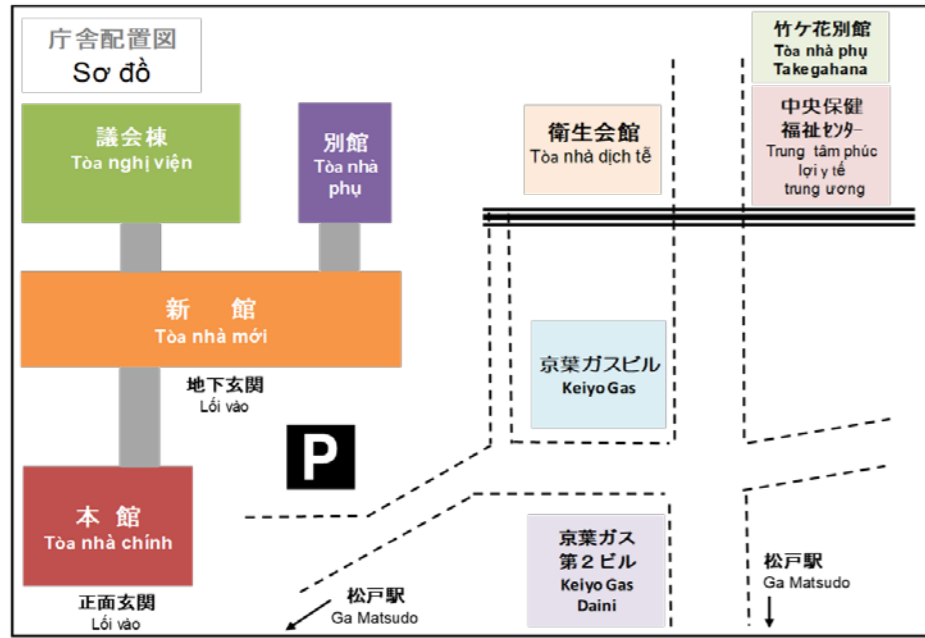 庁舎配置図
Sơ đồ
議会棟
Tòa nghị viện
別館
Tòa nhà
phụ
衛生会館
Tòa nhà dịch tễ
竹ケ花別館
Tòa nhà phụ
Takegahana
中央保健
福祉センター
Trung tâm phúc
lợi y tế
trung ương
新 館
Tòa nhà mới
地下玄関
Lối vào
京葉ガスビル
Keiyo Gas
P
本 館
Tòa nhà chính
正面玄関
Lối vào
松戸駅
Ga Matsudo
京葉ガス
第２ビル
Keiyo Gas
Daini
松戸駅
Ga Matsudo